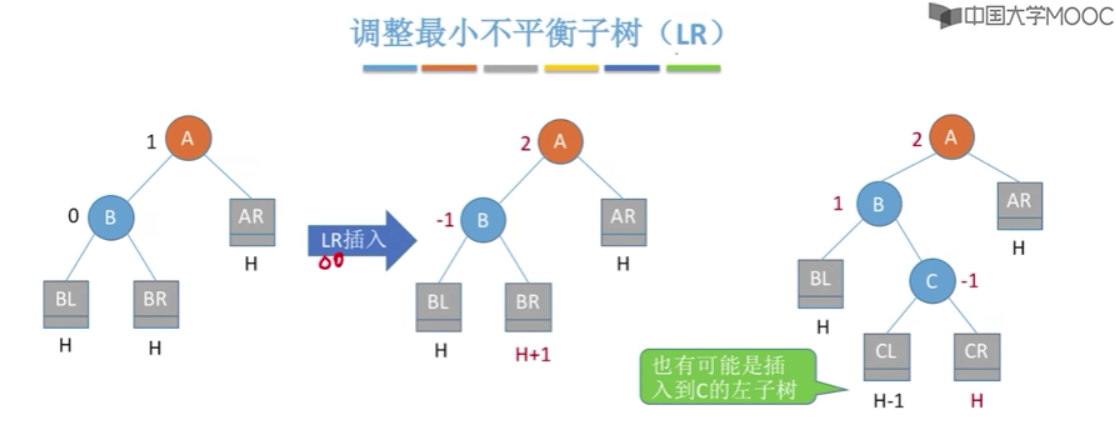 中国大学MOOC
调整最小不平衡子树（LR）
1 A
0 B
AR
H
BL
BR
H
H
LR插入
2 A
-1 B
AR
H
BL
BR
H
H+1
2 A
1 B
AR
H
BL
H
C -1
CL
CR
H-1
H
也有可能是插
入到C的左子树